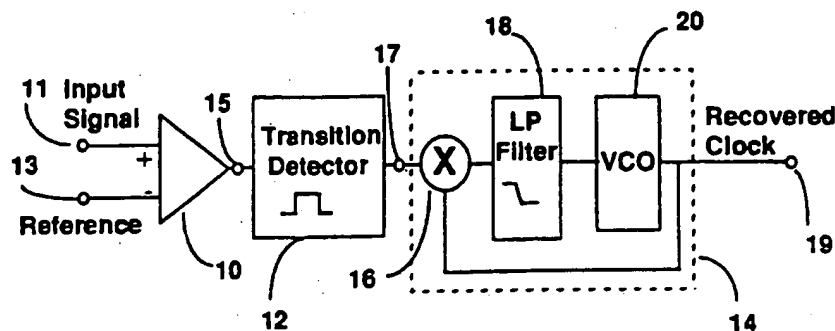 18
20
17
11 Input
Signal
15
Transition
Detector
LP
Filter
VCO
Recovered
Clock
+
X
13
-
Reference
10
12
16
19
14